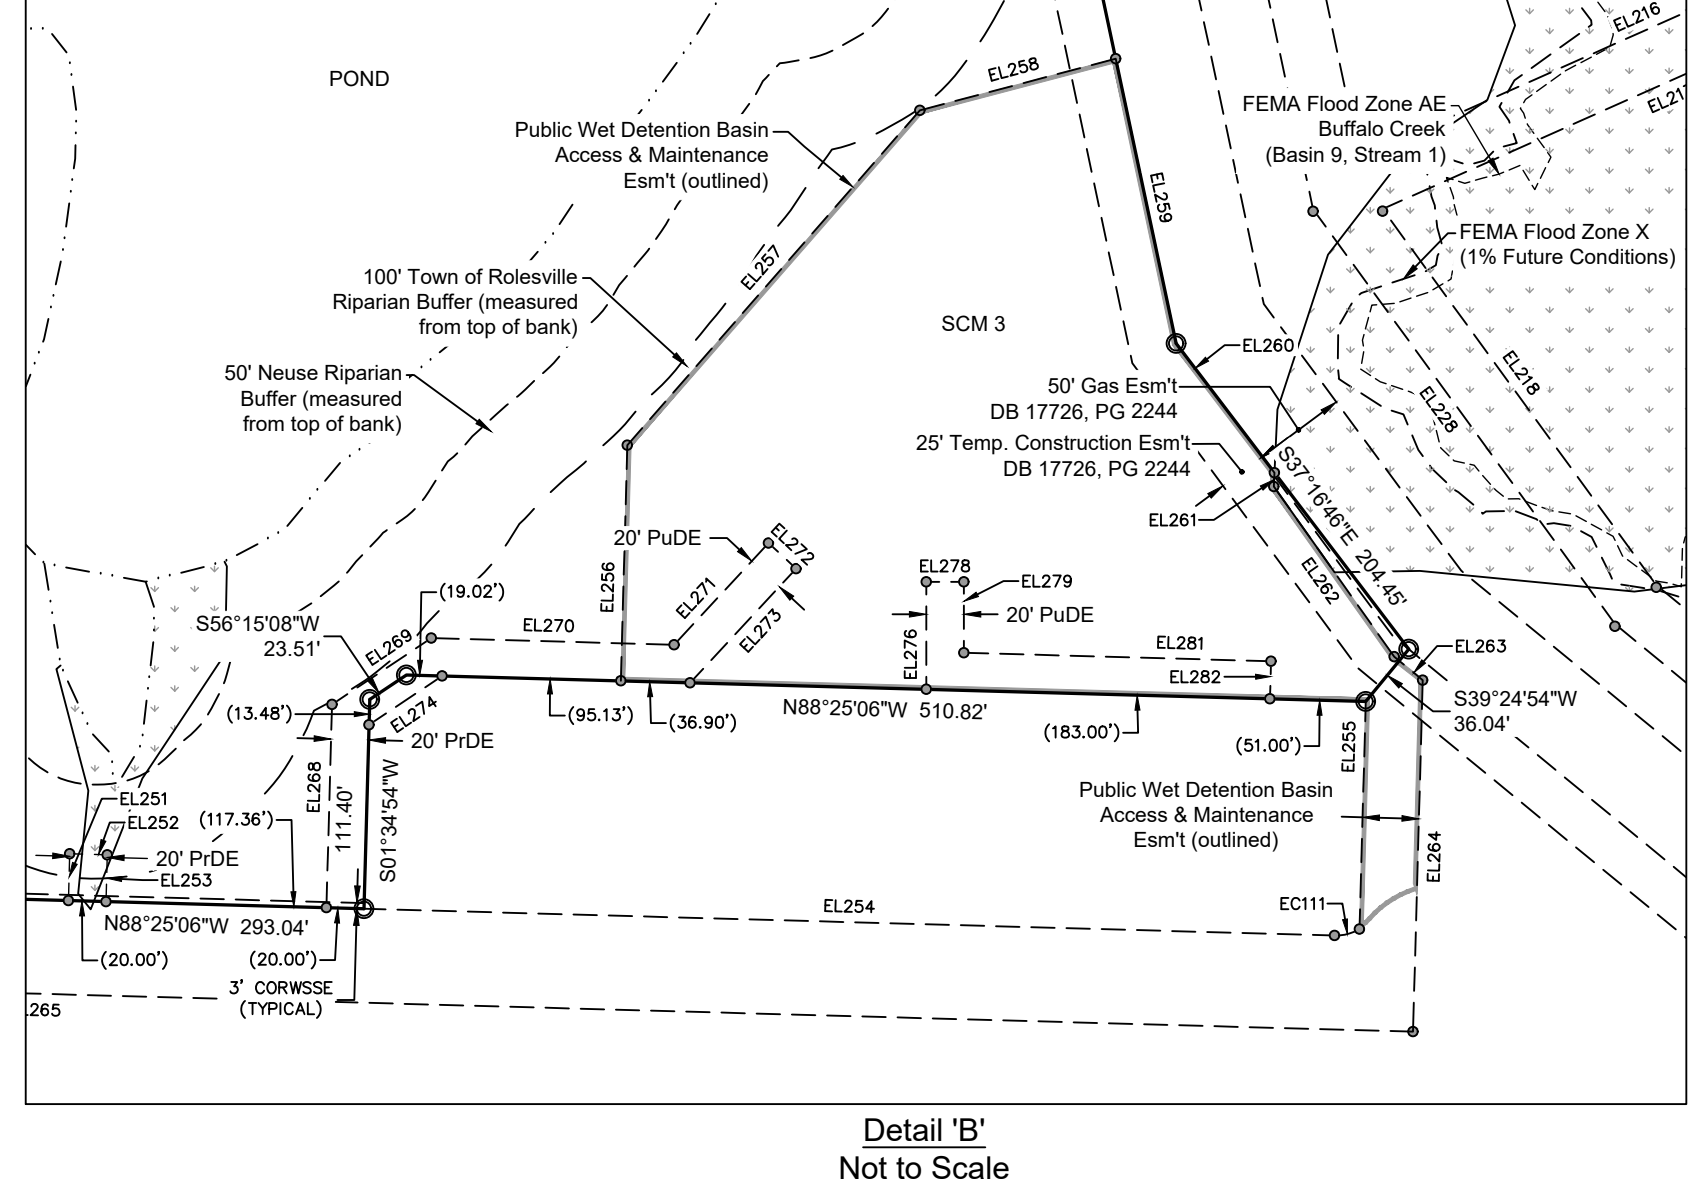 EL216
EL258
POND
FEMA Flood Zone AE
Buffalo Creek
(Basin 9, Stream 1)
Public Wet Detention Basin
Access & Maintenance
Esm't (outlined)
EL259
FEMA Flood Zone X
(1% Future Conditions)
EL257
100' Town of Rolesville
Riparian Buffer (measured
from top of bank)
SCM 3
EL260
50' Neuse Riparian
Buffer (measured
from top of bank)
50' Gas Esm't
DB 17726, PG 2244
EL218
EL228
25' Temp. Construction Esm't
DB 17726, PG 2244
S37°16'46"E 204.45'
EL261
20' PuDE
EL272
EL278
EL279
EL256
EL271
EL262
(19.02')
S56°15'08"W
23.51'
EL269
EL270
EL273
EL276
20' PuDE
EL281
EL282
EL263
S39°24'54"W
36.04'
(13.48')
EL274
20' PrDE
(95.13')
(36.90')
N88°25'06"W 510.82'
(183.00')
(51.00')
EL255
EL268
111.40'
S01°34'54"W
Public Wet Detention Basin
Access & Maintenance
Esm't (outlined)
EL264
EL251
EL252
(117.36')
20' PrDE
EL253
EL254
EC111
N88°25'06"W 293.04'
(20.00')
(20.00')
3' CORWSSE
(TYPICAL)
Detail 'B'
Not to Scale